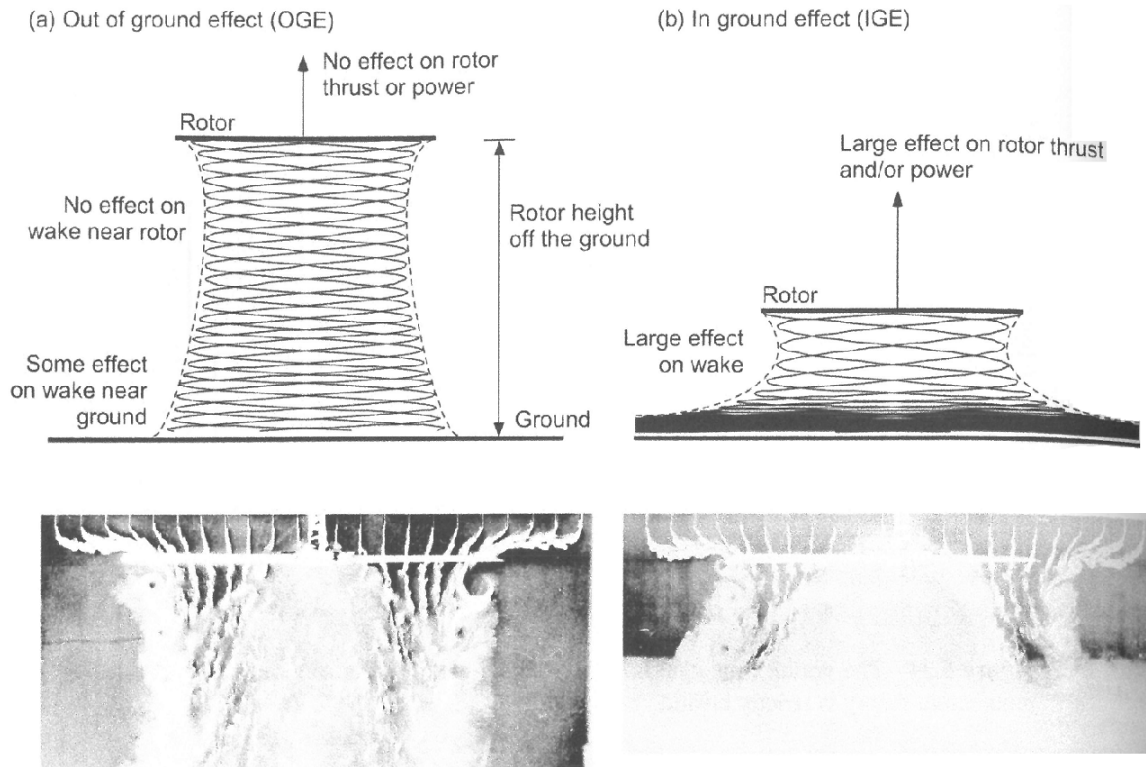 (a) Out of ground effect (OGE)
No effect on rotor
thrust or power
Rotor
No effect on
wake near rotor
Rotor height
off the ground
Some effect
on wake near
ground
Ground
(b) In ground effect (IGE)
Large effect on rotor thrust
and/or power
Rotor
Large effect
on wake